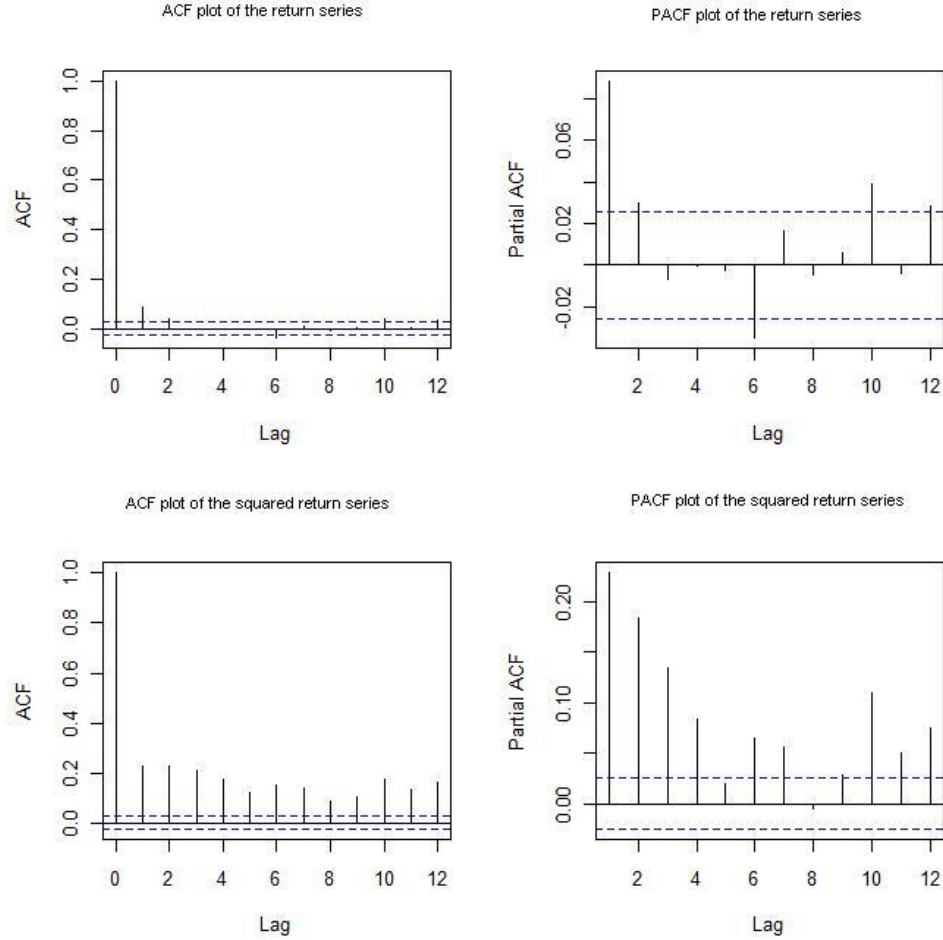 ACF plot of the return series
PACF plot of the return series
ACF
0.0 0.2 0.4 0.6 0.8 1.0
0 2 4 6 8 10 12
Lag
Partial ACF
-0.02 0.02 0.06
2 4 6 8 10 12
Lag
ACF plot of the squared return series
PACF plot of the squared return series
ACF
0.0 0.2 0.4 0.6 0.8 1.0
0 2 4 6 8 10 12
Lag
Partial ACF
0.00 0.10 0.20
2 4 6 8 10 12
Lag